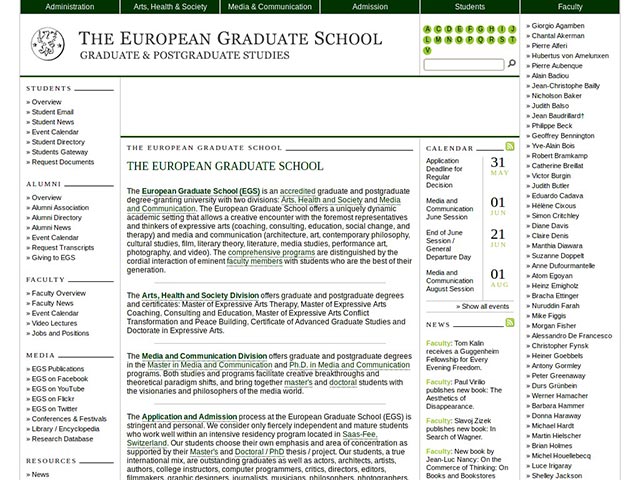 Administration
Arts, Health & Society
Media & Communication
Admission
Students
Faculty
THE EUROPEAN GRADUATE SCHOOL
GRADUATE & POSTGRADUATE STUDIES
A C D E F G H I J
L M N O P Q R S T
V
STUDENTS
» Overview
» Student Email
» Student News
» Event Calendar
» Student Directory
» Students Gateway
» Request Documents
ALUMNI
» Overview
» Alumni Association
» Alumni Directory
» Alumni News
» Event Calendar
» Request Transcripts
» Giving to EGS
FACULTY
» Faculty Overview
» Faculty News
» Event Calendar
» Video Lectures
» Jobs and Positions
MEDIA
» EGS Publications
» EGS on Facebook
» EGS on YouTube
» EGS on Flickr
» EGS on Twitter
» Conferences & Festivals
» Library / Encyclopedia
» Research Database
RESOURCES
» News
THE EUROPEAN GRADUATE SCHOOL
THE EUROPEAN GRADUATE SCHOOL
The European Graduate School (EGS) is an accredited graduate and postgraduate
degree-granting university with two divisions: Arts, Health and Society and Media
and Communication. The European Graduate School offers a uniquely dynamic
academic setting that allows a creative encounter with the foremost representatives
and thinkers of expressive arts (coaching, consulting, education, social change, and
therapy) and media and communication (architecture, art, contemporary philosophy,
cultural studies, film, literary theory, literature, media studies, performance art,
photography, and video). The comprehensive programs are distinguished by the
cordial interaction of eminent faculty members with students who are the best of their
generation.
The Arts, Health and Society Division offers graduate and postgraduate degrees
and certificates: Master of Expressive Arts Therapy, Master of Expressive Arts
Coaching, Consulting and Education, Master of Expressive Arts Conflict
Transformation and Peace Building, Certificate of Advanced Graduate Studies and
Doctorate in Expressive Arts.
The Media and Communication Division offers graduate and postgraduate degrees
in the Master in Media and Communication and Ph.D. in Media and Communication
programs. Both studies and programs facilitate creative breakthroughs and
theoretical paradigm shifts, and bring together master's and doctoral students with
the visionaries and philosophers of the media world.
The Application and Admission process at the European Graduate School (EGS) is
stringent and personal. We consider only fiercely independent and mature students
who work well within an intensive residency program located in Saas-Fee,
Switzerland. Our students choose their own emphasis and area of concentration as
supported by their Master's and Doctoral / PhD thesis / project. Our students, a true
international mix, are outstanding graduates as well as actors, architects, artists,
authors, college instructors, computer programmers, critics, directors, editors,
filmmakers, graphic designers, journalists, musicians, philosophers, photographers,
CALENDAR
Application
Deadline for
Regular
Decision
31
MAY
Media and
Communication
June Session
01
JUN
End of June
Session /
General
Departure Day
21
JUN
Media and
Communication
August Session
01
AUG
» Show all events
NEWS
Faculty: Tom Kalin
receives a Guggenheim
Fellowship for Every
Evening Freedom.
Faculty: Paul Virilio
publishes new book:
The Aesthetics of
Disappearance.
Faculty: Slavoj Zizek
publishes new book: In
Search of Wagner.
Faculty: New book by
Jean-Luc Nancy: On the
Commerce of Thinking: On
Books and Bookstores
» Giorgio Agamben
» Chantal Akerman
» Pierre Alferi
» Hubertus von Amelunxen
» Pierre Aubenque
» Alain Badiou
» Jean-Christophe Bailly
» Nicholson Baker
» Judith Balso
» Jean Baudrillard†
» Philippe Beck
» Geoffrey Bennington
» Yve-Alain Bois
» Robert Bramkamp
» Catherine Breillat
» Victor Burgin
» Judith Butler
» Eduardo Cadava
» Hélène Cixous
» Simon Critchley
» Diane Davis
» Claire Denis
» Manthia Diawara
» Suzanne Doppelt
» Anne Dufourmantelle
» Atom Egoyan
» Heinz Emigholz
» Bracha Ettinger
» Nuruddin Farah
» Mike Figgis
» Morgan Fisher
» Alessandro De Francesco
» Christopher Fynsk
» Heiner Goebbels
» Antony Gormley
» Peter Greenaway
» Durs Grünbein
» Werner Hamacher
» Barbara Hammer
» Donna Haraway
» Michael Hardt
» Martin Hielscher
» Brian Holmes
» Michel Houellebecq
» Luce Irigaray
» Shelley Jackson